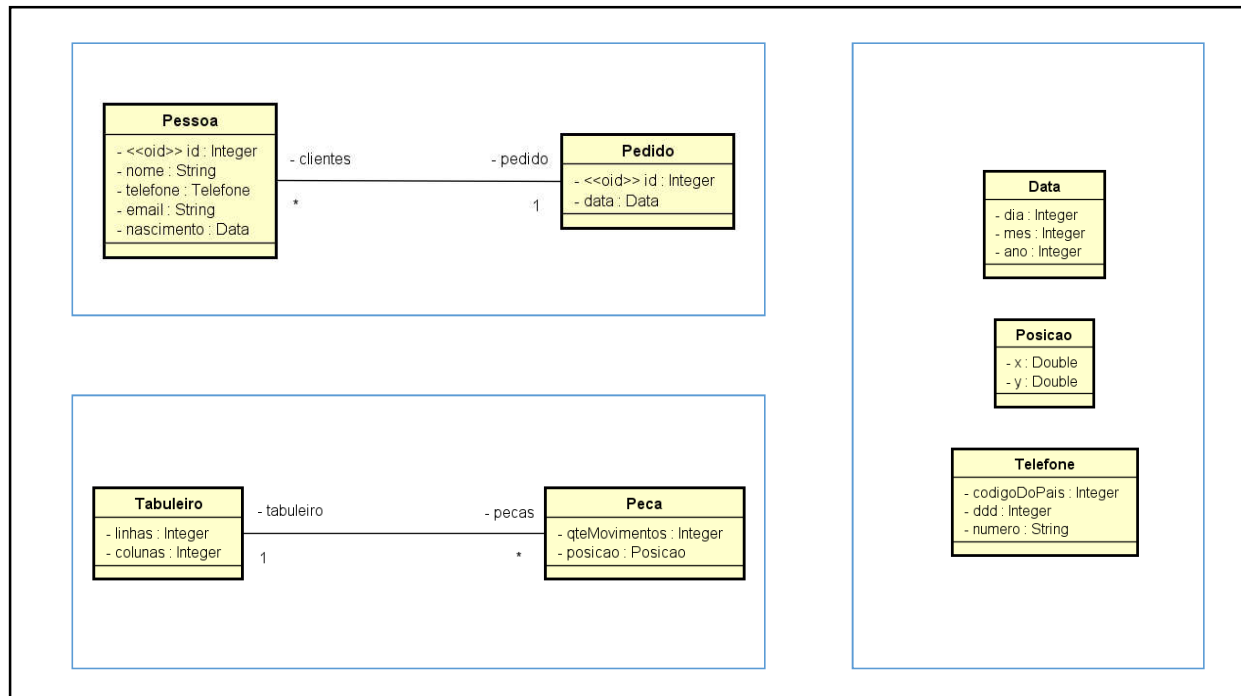 Pessoa
- <<oid>> id : Integer
- nome : String
- telefone : Telefone
- email : String
- nascimento : Data
- clientes
*
- pedido
1
Pedido
- <<oid>> id : Integer
- data : Data
Tabuleiro
- linhas : Integer
- colunas : Integer
- tabuleiro
1
- pecas
*
Peca
- qteMovimentos : Integer
- posicao : Posicao
Data
- dia : Integer
- mes : Integer
- ano : Integer
Posicao
- x : Double
- y : Double
Telefone
- codigoDoPais : Integer
- ddd : Integer
- numero : String